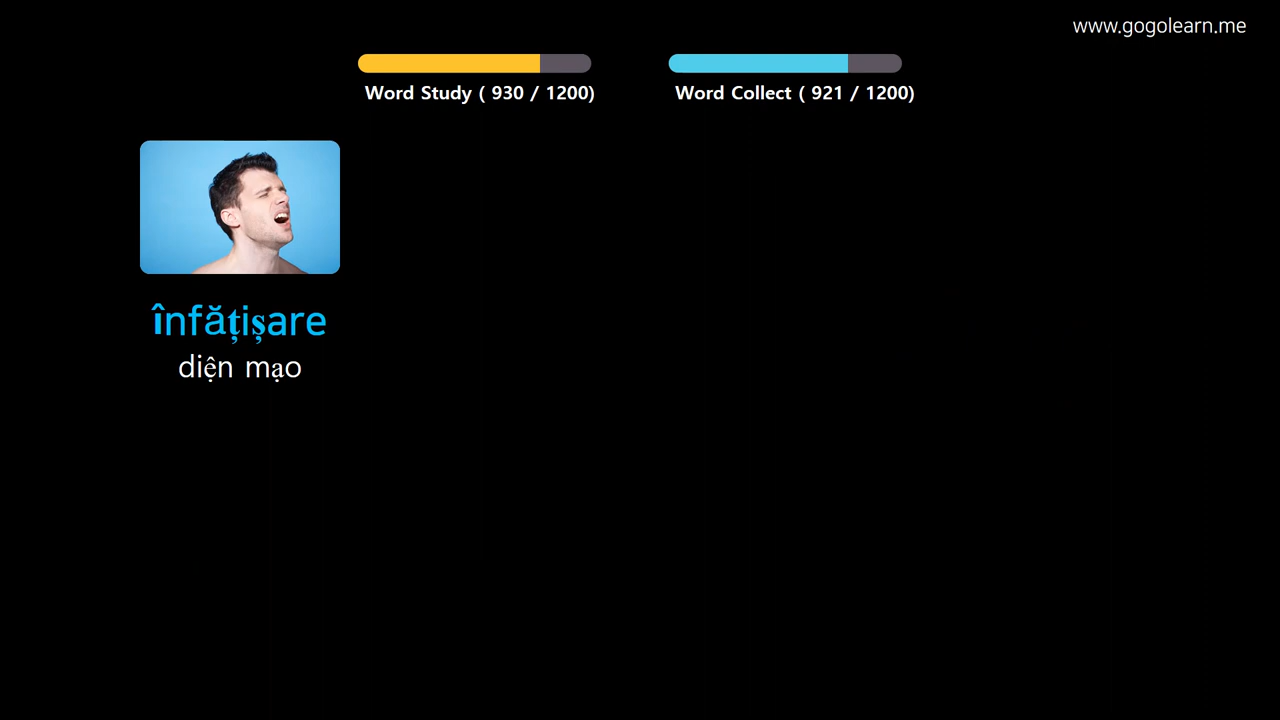 www.gogolearn.me
Word Study ( 930 / 1200)
Word Collect ( 921 / 1200)
înfățișare
diện mạo